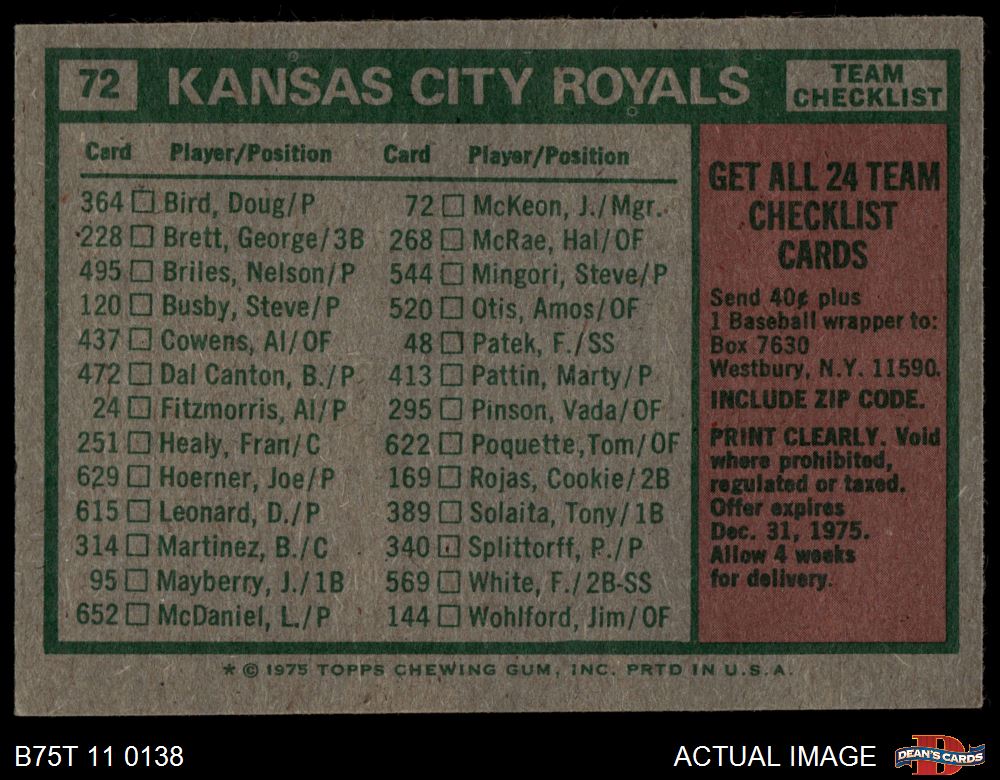 72 KANSAS CITY ROYALS TEAM CHECKLIST
Card Player/Position Card Player/Position
364 Bird, Doug/P 72 McKeon, J./Mgr.
228 Brett, George/3B 268 McRae, Hal/OF
495 Briles, Nelson/P 544 Mingori, Steve/P
120 Busby, Steve/P 520 Otis, Amos/OF
437 Cowens, Al/OF 48 Patek, F./SS
472 Dal Canton, B./P 413 Pattin, Marty/P
24 Fitzmorris, Al/P 295 Pinson, Vada/OF
251 Healy, Fran/C 622 Poquette,Tom/OF
629 Hoerner, Joe/P 169 Rojas, Cookie/2B
615 Leonard, D./P 389 Solaita, Tony/1B
314 Martinez, B./C 340 Splittorff, P./P
95 Mayberry, J./1B 569 White, F./2B-SS
652 McDaniel, L./P 144 Wohlford, Jim/OF
GET ALL 24 TEAM
CHECKLIST
CARDS
Send 40¢ plus
1 Baseball wrapper to:
Box 7630
Westbury, N.Y. 11590.
INCLUDE ZIP CODE.
PRINT CLEARLY. Void
where prohibited,
regulated or taxed.
Offer expires
Dec. 31, 1975.
Allow 4 weeks
for delivery.
* © 1975 TOPPS CHEWING GUM, INC. PRTD IN U.S.A.
B75T 11 0138 ACTUAL IMAGE D DEAN'S CARDS